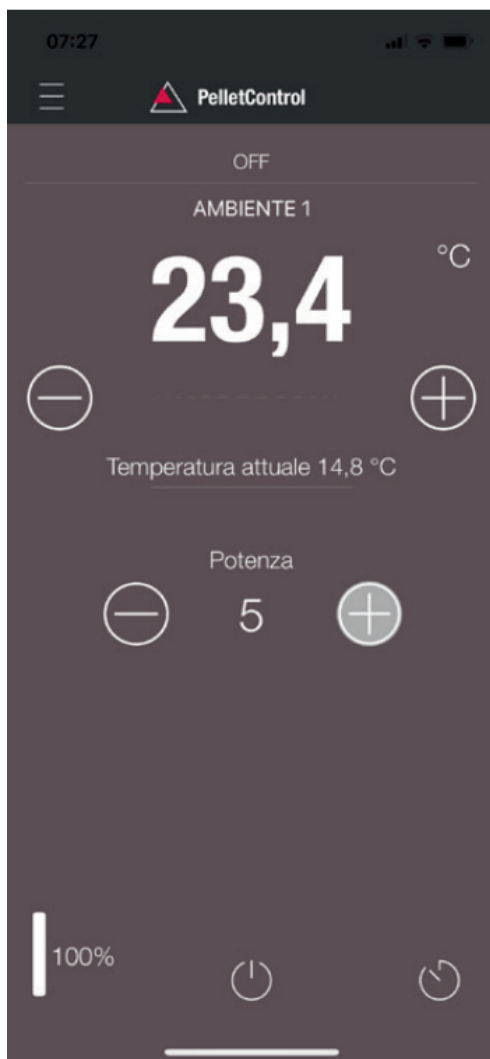 07:27
PelletControl
OFF
AMBIENTE 1
23,4 °C
Temperatura attuale 14,8 °C
Potenza
5
100%